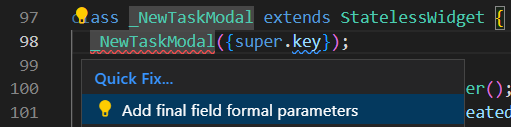 97 class _NewTaskModal extends StatelessWidget {
98 _NewTaskModal({super.key});
99
Quick Fix...
100 er();
Add final field formal parameters
101 eated